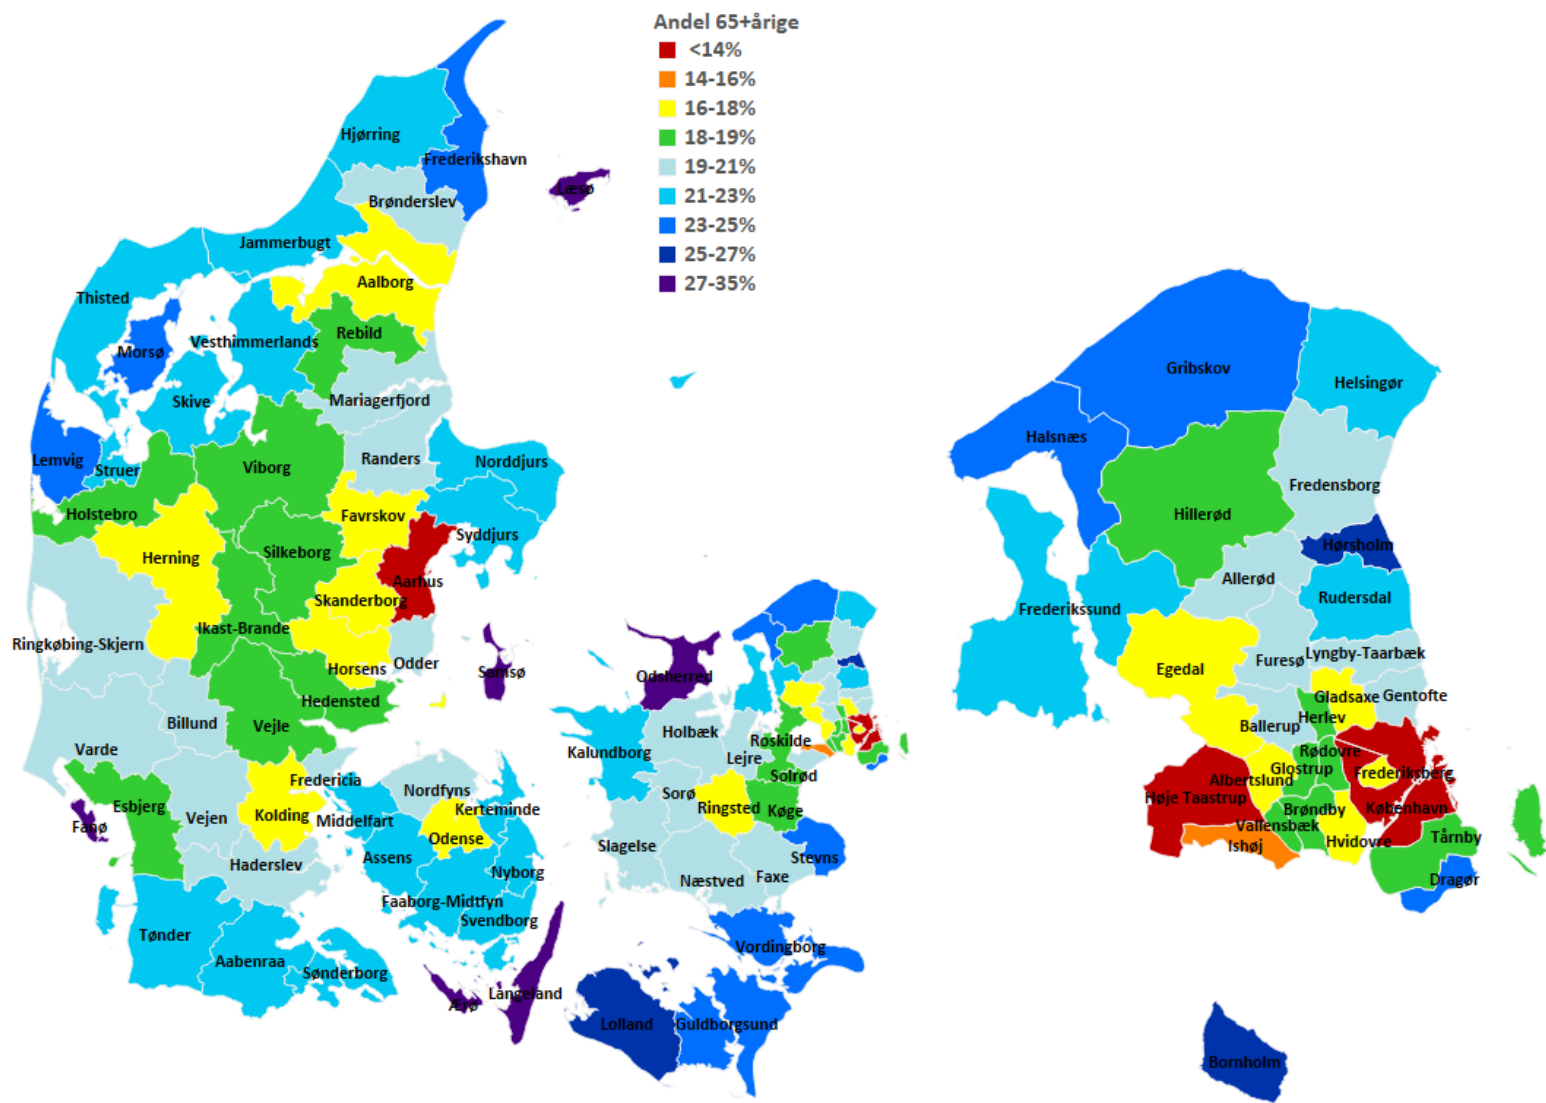 Andel 65+årige
<14%
14-16%
16-18%
18-19%
19-21%
21-23%
23-25%
25-27%
27-35%
Hjørring
Frederikshavn
Læsø
Brønderslev
Jammerbugt
Aalborg
Thisted
Rebild
Vesthimmerlands
Morsø
Mariagerfjord
Skive
Randers
Norddjurs
Lemvig
Struer
Viborg
Holstebro
Favrskov
Syddjurs
Silkeborg
Herning
Aarhus
Skanderborg
Ikast-Brande
Ringkøbing-Skjern
Horsens
Odder
Samsø
Hedensted
Billund
Vejle
Varde
Fredericia
Esbjerg
Fanø
Vejen
Kolding
Middelfart
Nordfyns
Kerteminde
Odense
Haderslev
Assens
Nyborg
Faaborg-Midtfyn
Svendborg
Tønder
Aabenraa
Sønderborg
Ærø
Langeland
Odsherred
Holbæk
Kalundborg
Roskilde
Lejre
Solrød
Sorø
Ringsted
Køge
Slagelse
Stevns
Næstved
Faxe
Vordingborg
Lolland
Guldborgsund
Gribskov
Helsingør
Halsnæs
Fredensborg
Hillerød
Hørsholm
Allerød
Rudersdal
Frederikssund
Egedal
Furesø
Lyngby-Taarbæk
Gladsaxe
Gentofte
Herlev
Ballerup
Rødovre
Glostrup
Albertslund
Frederiksberg
Høje Taastrup
København
Brøndby
Vallensbæk
Ishøj
Hvidovre
Tårnby
Dragør
Bornholm